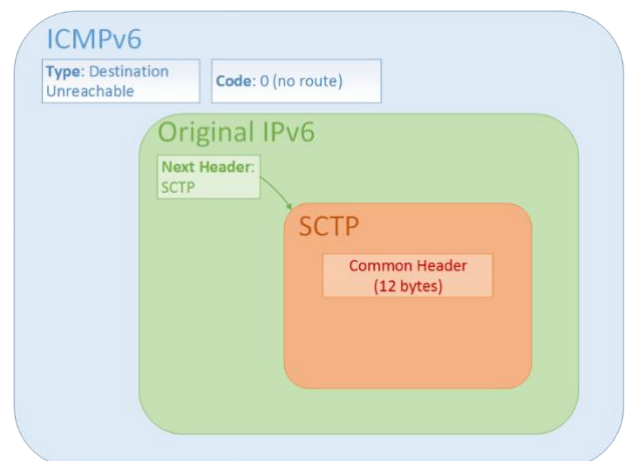 ICMPv6
Type: Destination
Unreachable
Code: 0 (no route)
Original IPv6
Next Header:
SCTP
SCTP
Common Header
(12 bytes)